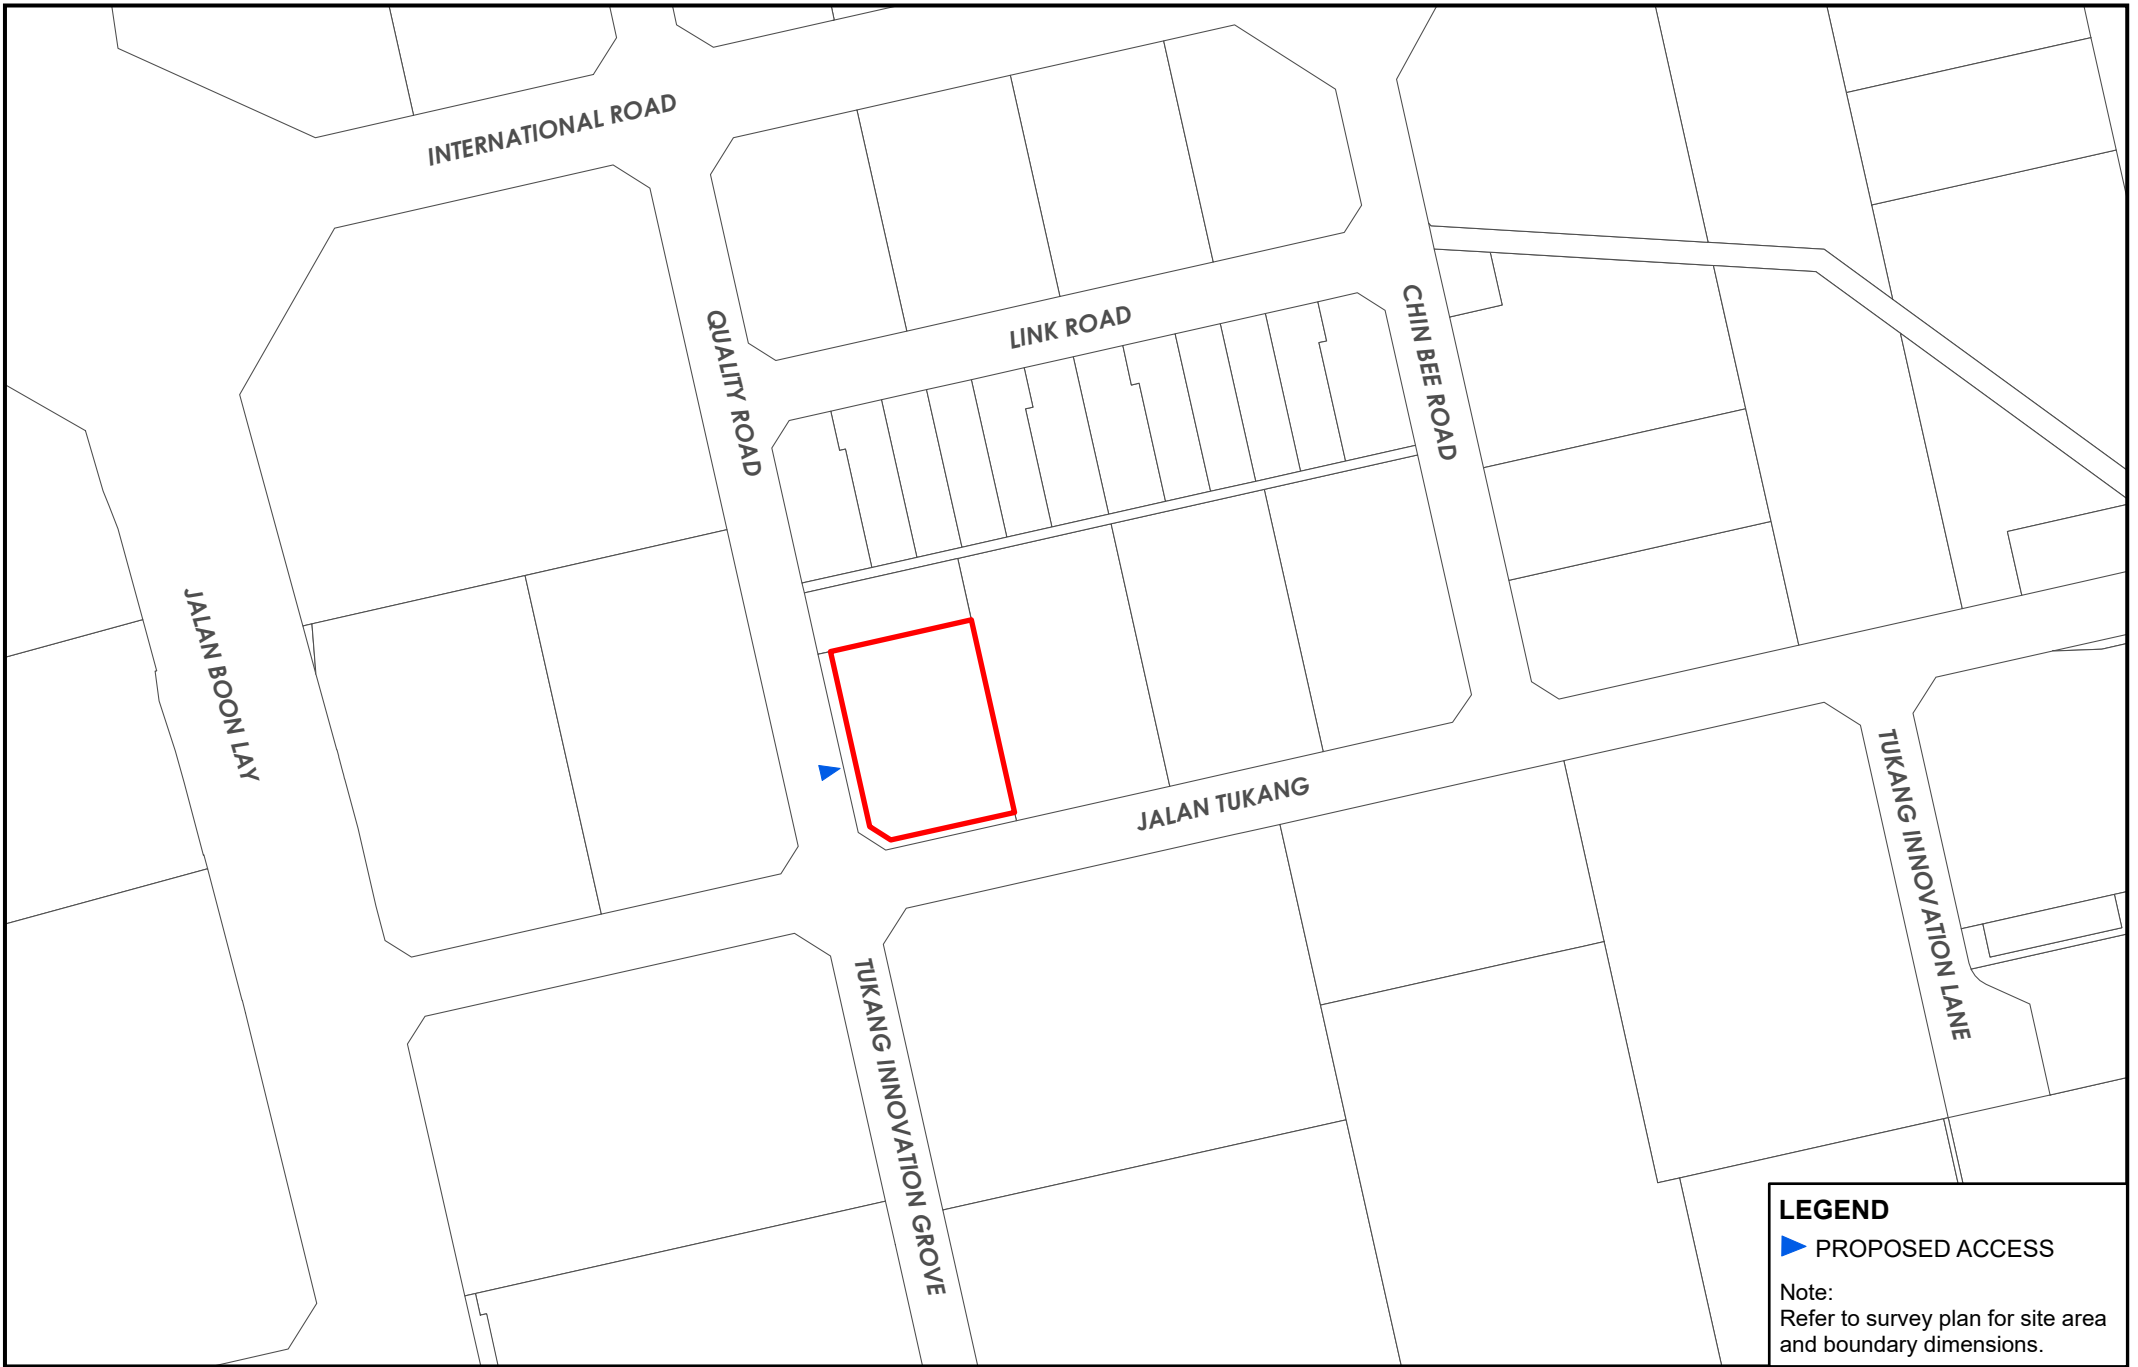 INTERNATIONAL ROAD
QUALITY ROAD
LINK ROAD
CHIN BEE ROAD
JALAN BOON LAY
JALAN TUKANG
TUKANG INNOVATION LANE
TUKANG INNOVATION GROVE
LEGEND
PROPOSED ACCESS
Note:
Refer to survey plan for site area
and boundary dimensions.